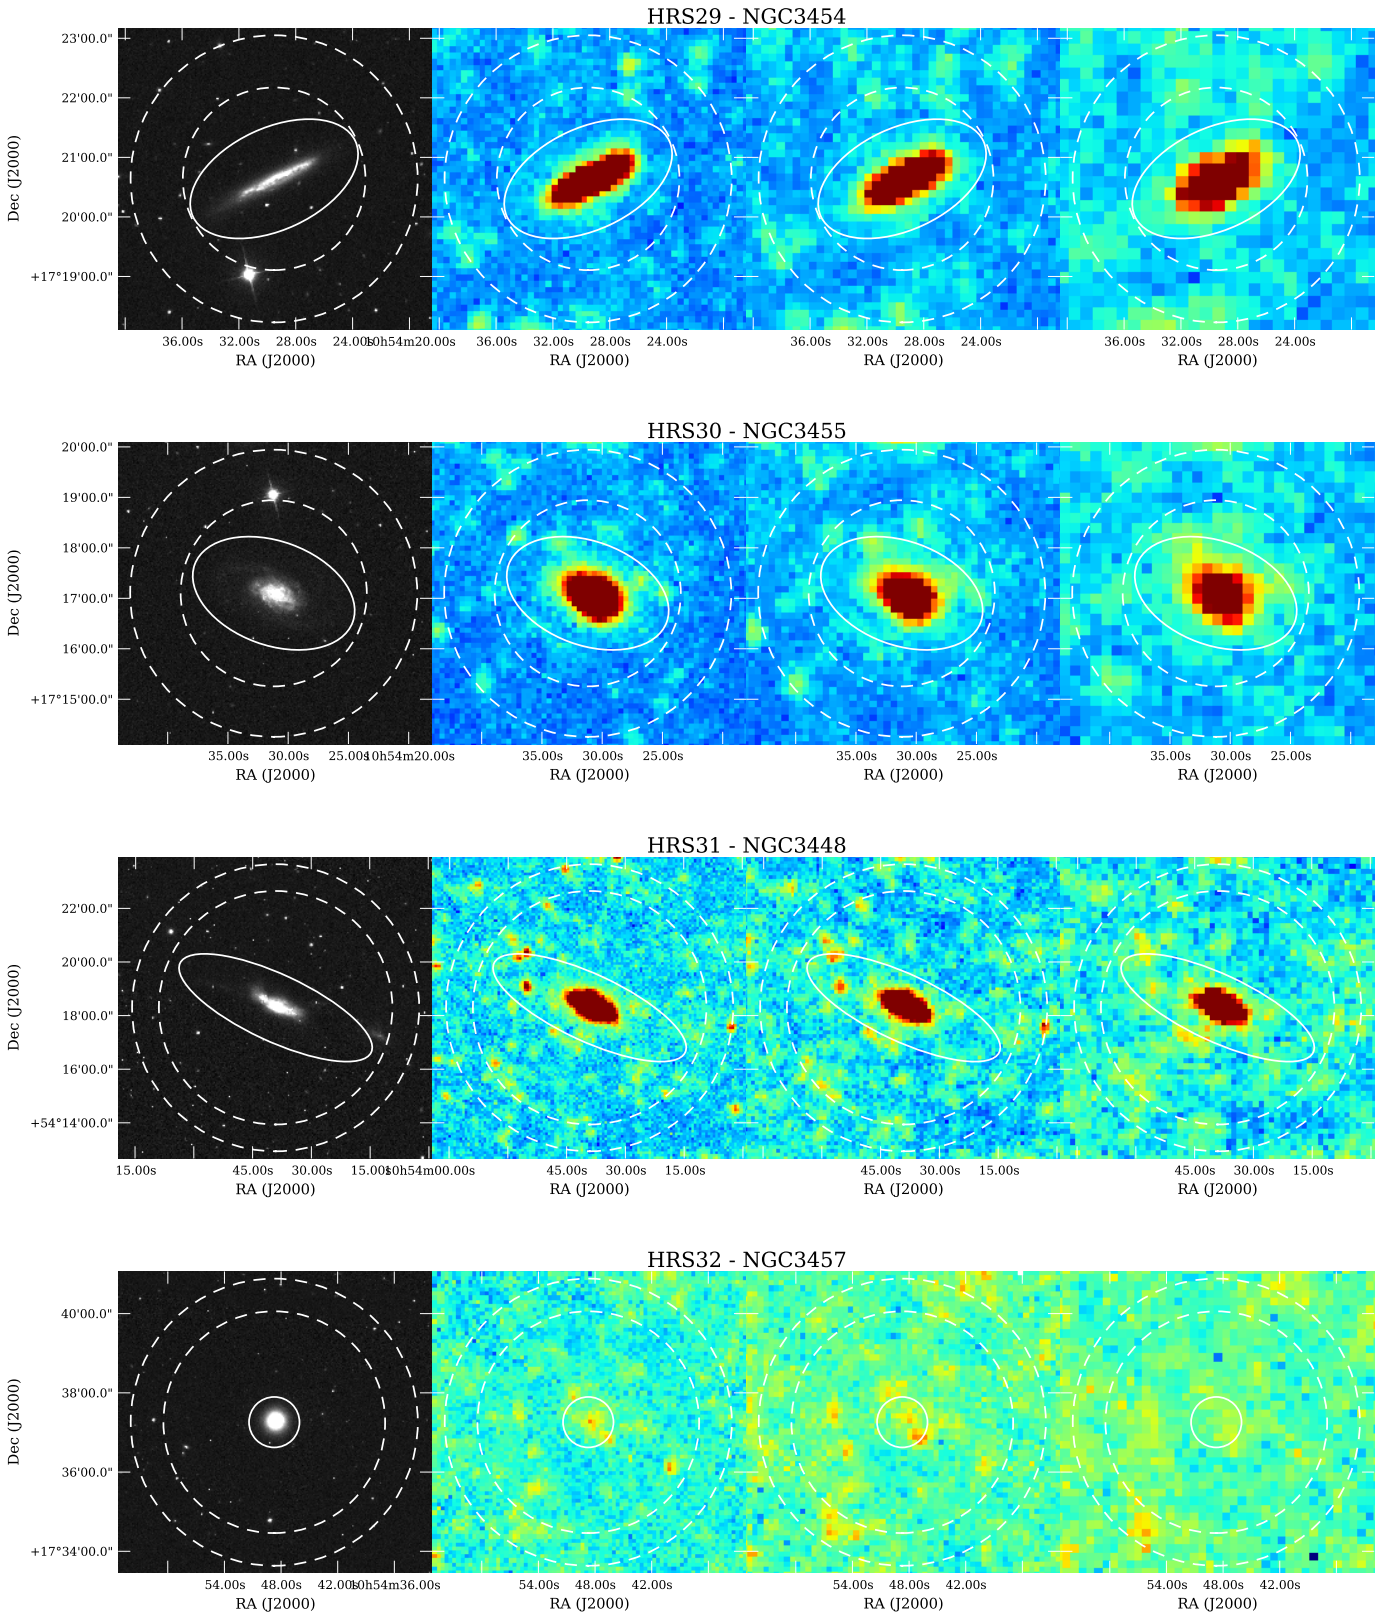 HRS29 - NGC3454
23'00.0"
22'00.0"
21'00.0"
20'00.0"
+17°19'00.0"
Dec (J2000)
36.00s 32.00s 28.00s 24.00s 10h54m20.00s 36.00s 32.00s 28.00s 24.00s 36.00s 32.00s 28.00s 24.00s 36.00s 32.00s 28.00s 24.00s
RA (J2000) RA (J2000) RA (J2000) RA (J2000)
HRS30 - NGC3455
20'00.0"
19'00.0"
18'00.0"
17'00.0"
16'00.0"
+17°15'00.0"
Dec (J2000)
35.00s 30.00s 25.00s 10h54m20.00s 35.00s 30.00s 25.00s 35.00s 30.00s 25.00s 35.00s 30.00s 25.00s
RA (J2000) RA (J2000) RA (J2000) RA (J2000)
HRS31 - NGC3448
22'00.0"
20'00.0"
18'00.0"
16'00.0"
+54°14'00.0"
Dec (J2000)
15.00s 45.00s 30.00s 15.00s 10h54m00.00s 45.00s 30.00s 15.00s 45.00s 30.00s 15.00s 45.00s 30.00s 15.00s
RA (J2000) RA (J2000) RA (J2000) RA (J2000)
HRS32 - NGC3457
40'00.0"
38'00.0"
36'00.0"
+17°34'00.0"
Dec (J2000)
54.00s 48.00s 42.00s 10h54m36.00s 54.00s 48.00s 42.00s 54.00s 48.00s 42.00s 54.00s 48.00s 42.00s
RA (J2000) RA (J2000) RA (J2000) RA (J2000)